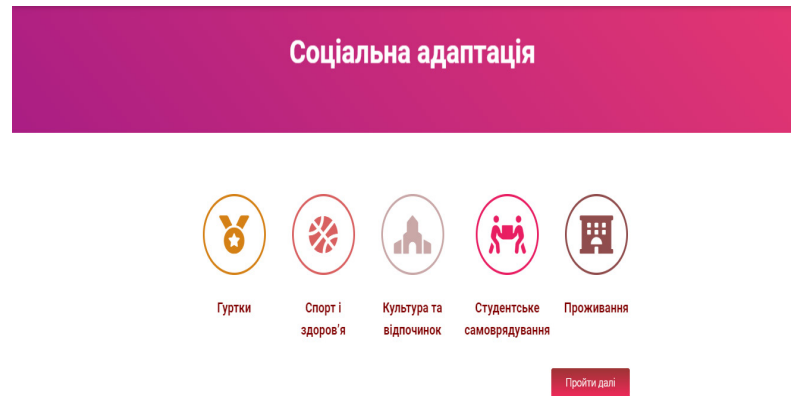 Соціальна адаптація
Гуртки
Спорт і
здоров'я
Культура та
відпочинок
Студентське
самоврядування
Проживання
Пройти далі